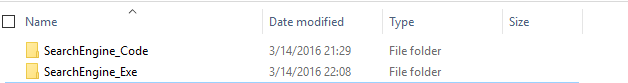 Name Date modified Type Size
SearchEngine_Code 3/14/2016 21:29 File folder
SearchEngine_Exe 3/14/2016 22:08 File folder